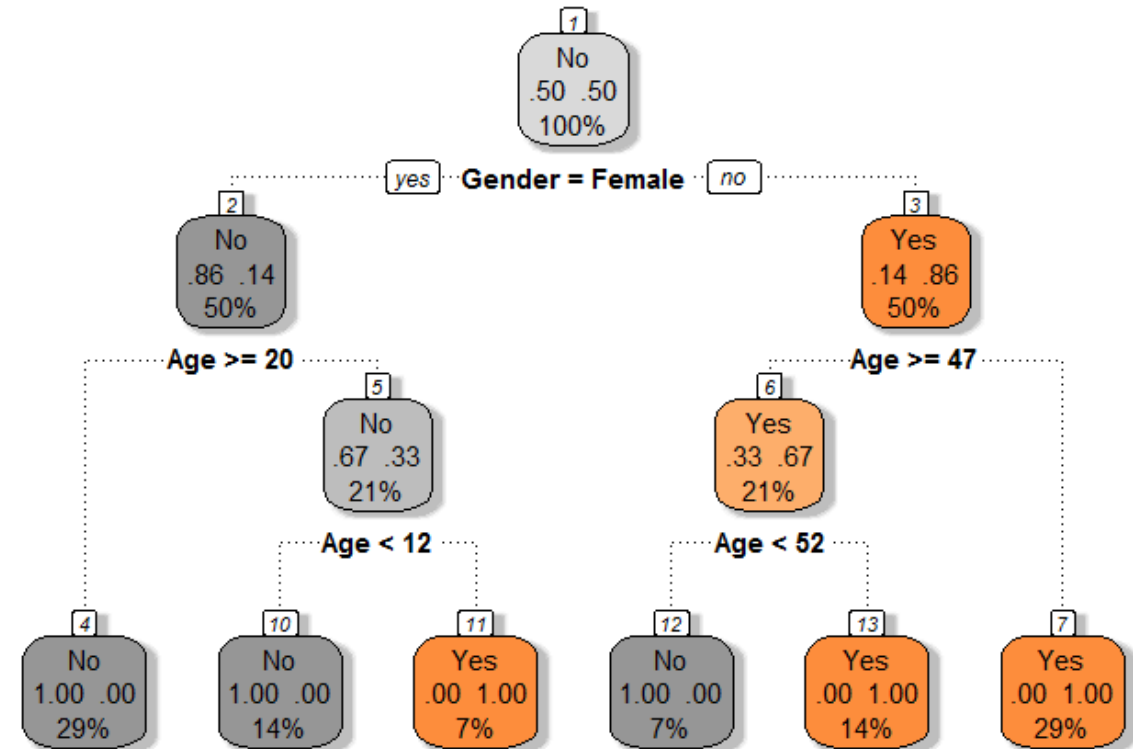 1
No
.50 .50
100%
yes Gender = Female no
2
No
.86 .14
50%
3
Yes
.14 .86
50%
Age >= 20
Age >= 47
5
No
.67 .33
21%
6
Yes
.33 .67
21%
Age < 12
Age < 52
4
No
1.00 .00
29%
10
No
1.00 .00
14%
11
Yes
.00 1.00
7%
12
No
1.00 .00
7%
13
Yes
.00 1.00
14%
7
Yes
.00 1.00
29%